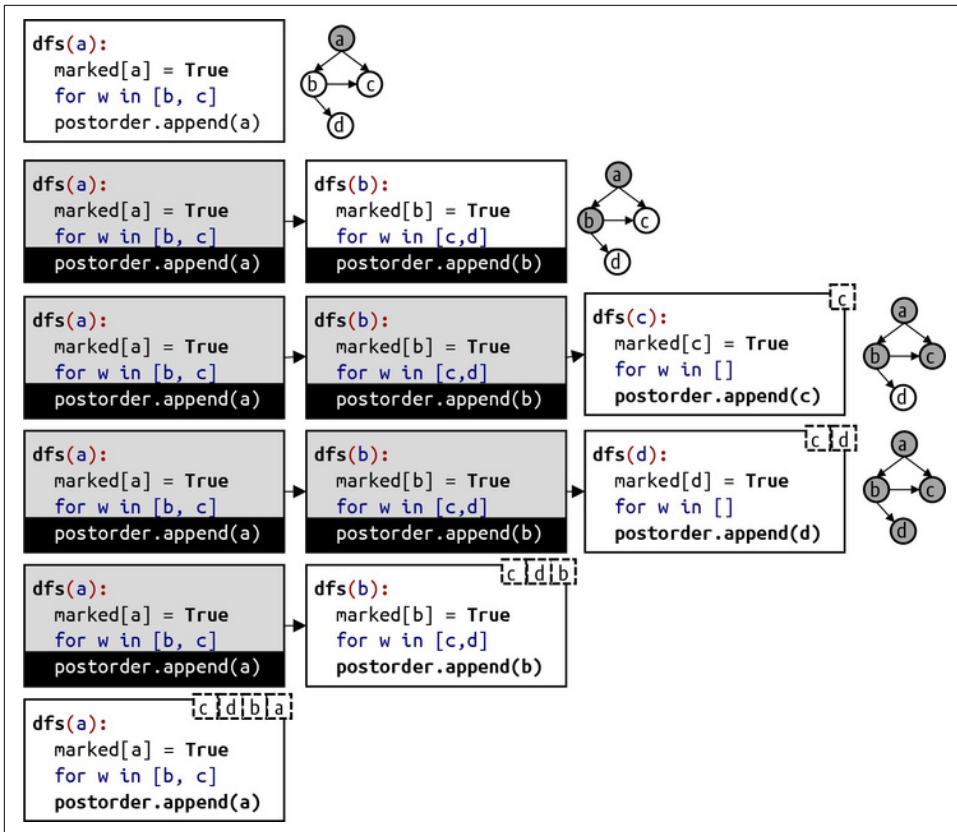 dfs(a):
marked[a] = True
for w in [b, c]
postorder.append(a)
a
b
c
d
dfs(a):
marked[a] = True
for w in [b, c]
postorder.append(a)
dfs(b):
marked[b] = True
for w in [c,d]
postorder.append(b)
a
b
c
d
dfs(a):
marked[a] = True
for w in [b, c]
postorder.append(a)
dfs(b):
marked[b] = True
for w in [c,d]
postorder.append(b)
c
dfs(c):
marked[c] = True
for w in []
postorder.append(c)
a
b
c
d
dfs(a):
marked[a] = True
for w in [b, c]
postorder.append(a)
dfs(b):
marked[b] = True
for w in [c,d]
postorder.append(b)
c d
dfs(d):
marked[d] = True
for w in []
postorder.append(d)
a
b
c
d
dfs(a):
marked[a] = True
for w in [b, c]
postorder.append(a)
c d b
dfs(b):
marked[b] = True
for w in [c,d]
postorder.append(b)
c d b a
dfs(a):
marked[a] = True
for w in [b, c]
postorder.append(a)